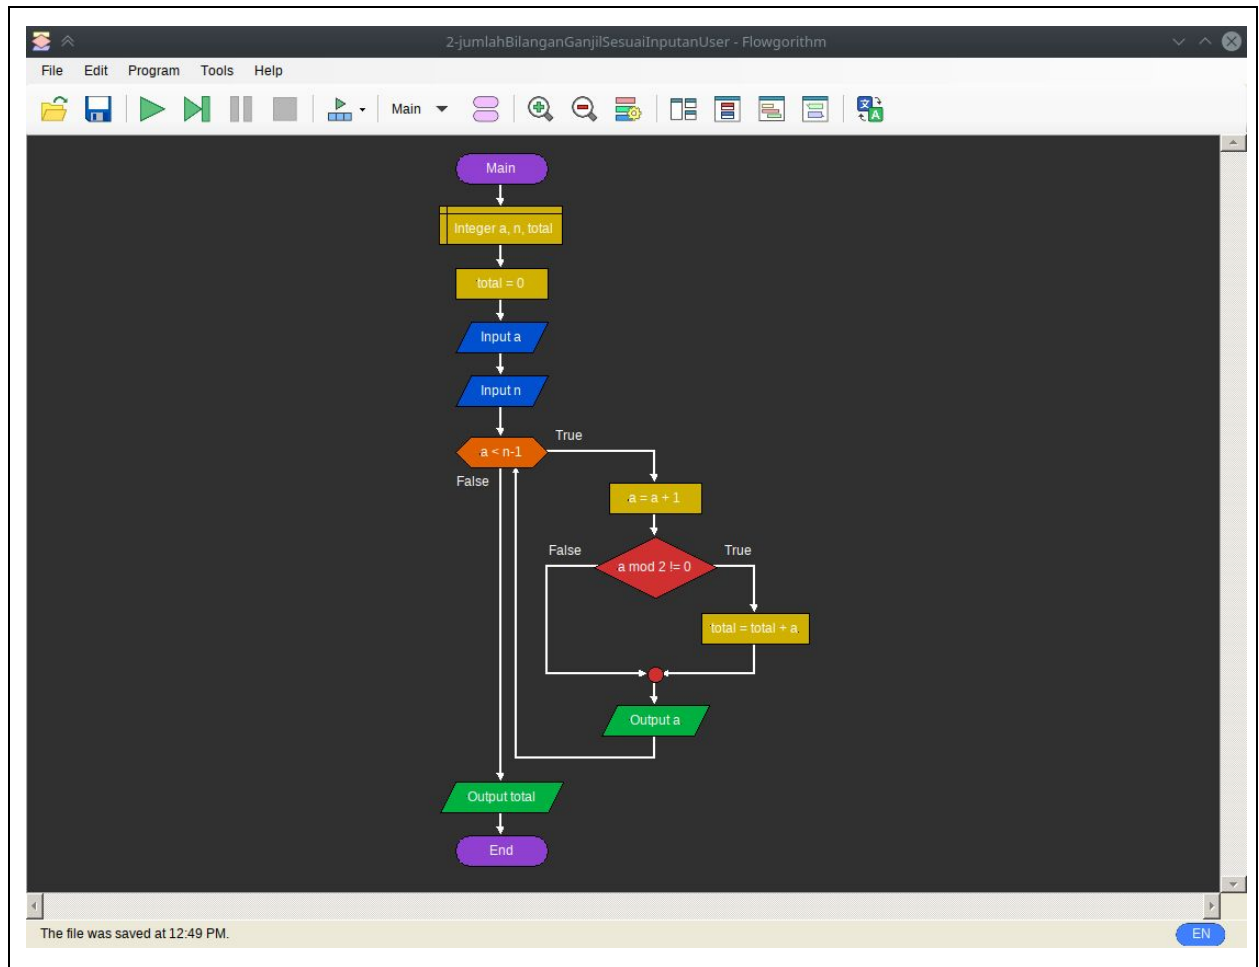 2-jumlahBilanganGanjilSesuaiInputanUser - Flowgorithm
File Edit Program Tools Help
Main
Main
Integer a, n, total
total = 0
Input a
Input n
a < n-1
True
False
a = a + 1
False
a mod 2 != 0
True
total = total + a
Output a
Output total
End
The file was saved at 12:49 PM.
EN